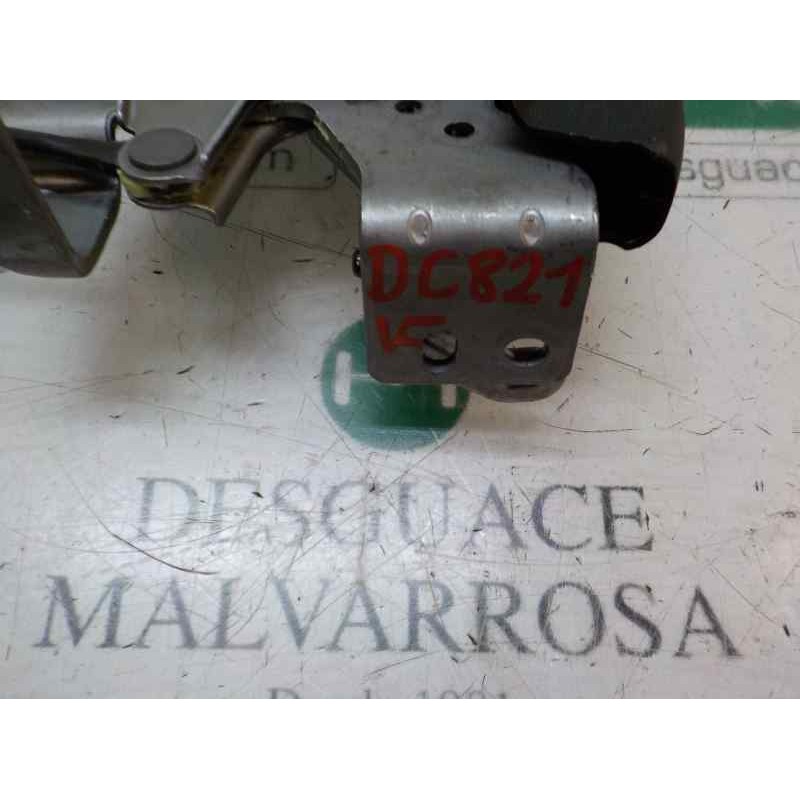 DC821
K
DESGUACE
MALVARROSA